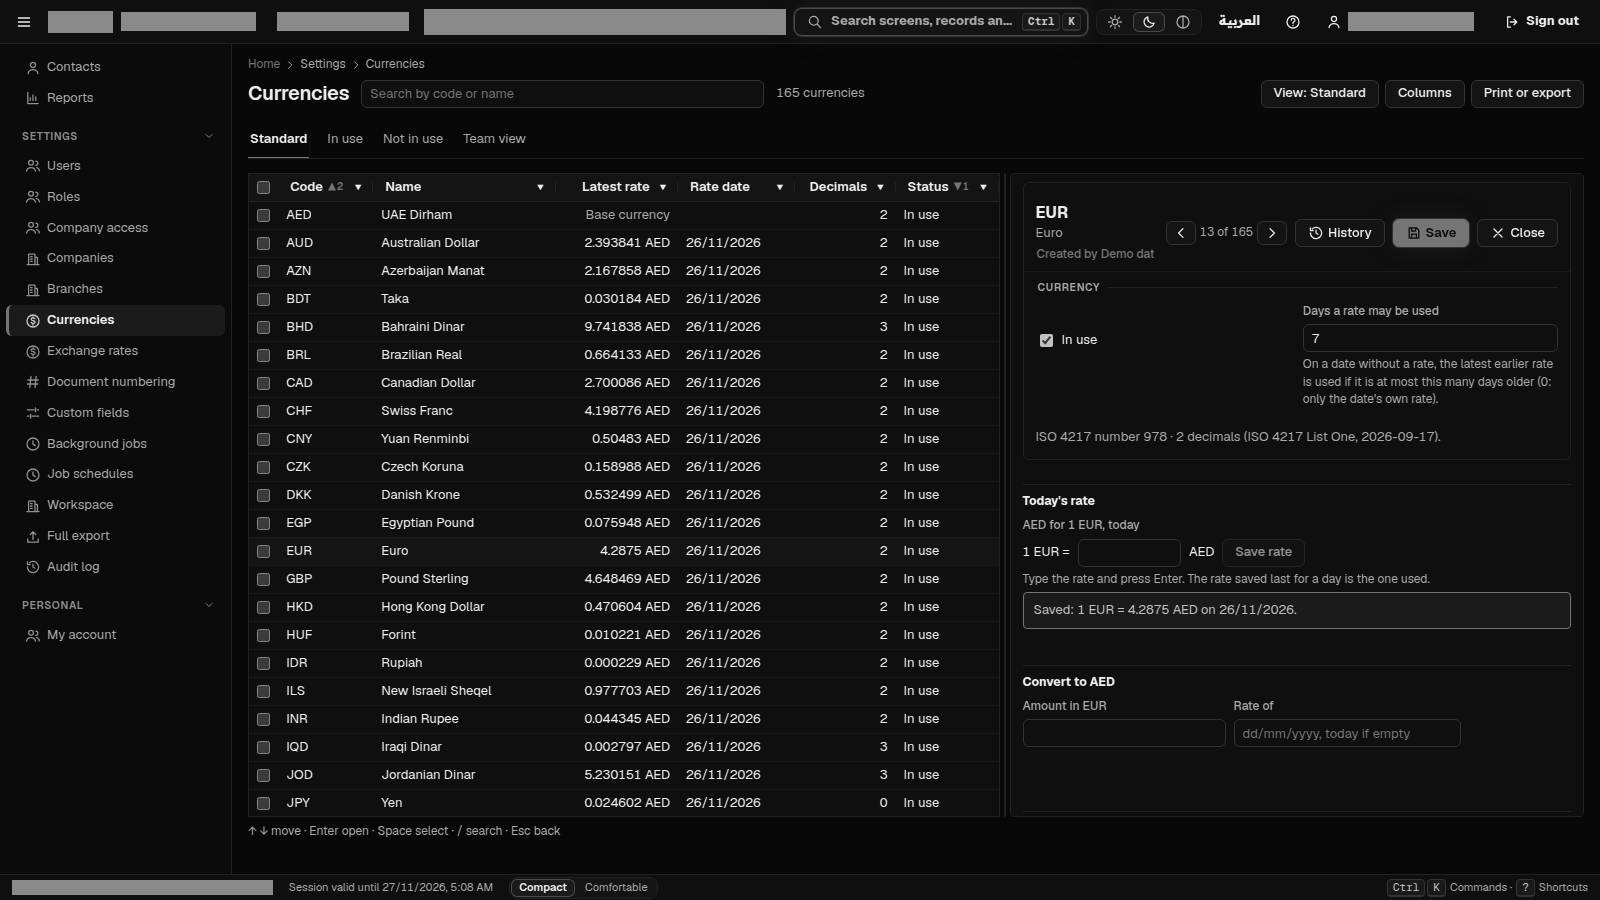 Search screens, records an... Ctrl K
العربية
Sign out
Contacts
Reports
SETTINGS
Users
Roles
Company access
Companies
Branches
Currencies
Exchange rates
Document numbering
Custom fields
Background jobs
Job schedules
Workspace
Full export
Audit log
PERSONAL
My account
Home > Settings > Currencies
Currencies
Search by code or name
165 currencies
View: Standard
Columns
Print or export
Standard In use Not in use Team view
Code ▲2 Name Latest rate Rate date Decimals Status ▼1
AED UAE Dirham Base currency 2 In use
AUD Australian Dollar 2.393841 AED 26/11/2026 2 In use
AZN Azerbaijan Manat 2.167858 AED 26/11/2026 2 In use
BDT Taka 0.030184 AED 26/11/2026 2 In use
BHD Bahraini Dinar 9.741838 AED 26/11/2026 3 In use
BRL Brazilian Real 0.664133 AED 26/11/2026 2 In use
CAD Canadian Dollar 2.700086 AED 26/11/2026 2 In use
CHF Swiss Franc 4.198776 AED 26/11/2026 2 In use
CNY Yuan Renminbi 0.50483 AED 26/11/2026 2 In use
CZK Czech Koruna 0.158988 AED 26/11/2026 2 In use
DKK Danish Krone 0.532499 AED 26/11/2026 2 In use
EGP Egyptian Pound 0.075948 AED 26/11/2026 2 In use
EUR Euro 4.2875 AED 26/11/2026 2 In use
GBP Pound Sterling 4.648469 AED 26/11/2026 2 In use
HKD Hong Kong Dollar 0.470604 AED 26/11/2026 2 In use
HUF Forint 0.010221 AED 26/11/2026 2 In use
IDR Rupiah 0.000229 AED 26/11/2026 2 In use
ILS New Israeli Sheqel 0.977703 AED 26/11/2026 2 In use
INR Indian Rupee 0.044345 AED 26/11/2026 2 In use
IQD Iraqi Dinar 0.002797 AED 26/11/2026 3 In use
JOD Jordanian Dinar 5.230151 AED 26/11/2026 3 In use
JPY Yen 0.024602 AED 26/11/2026 0 In use
↑↓ move · Enter open · Space select · / search · Esc back
EUR
Euro
Created by Demo dat
13 of 165
History
Save
Close
CURRENCY
In use
Days a rate may be used
7
On a date without a rate, the latest earlier rate
is used if it is at most this many days older (0:
only the date's own rate).
ISO 4217 number 978 · 2 decimals (ISO 4217 List One, 2026-09-17).
Today's rate
AED for 1 EUR, today
1 EUR = AED Save rate
Type the rate and press Enter. The rate saved last for a day is the one used.
Saved: 1 EUR = 4.2875 AED on 26/11/2026.
Convert to AED
Amount in EUR Rate of
dd/mm/yyyy, today if empty
Session valid until 27/11/2026, 5:08 AM
Compact Comfortable
Ctrl K Commands · ? Shortcuts